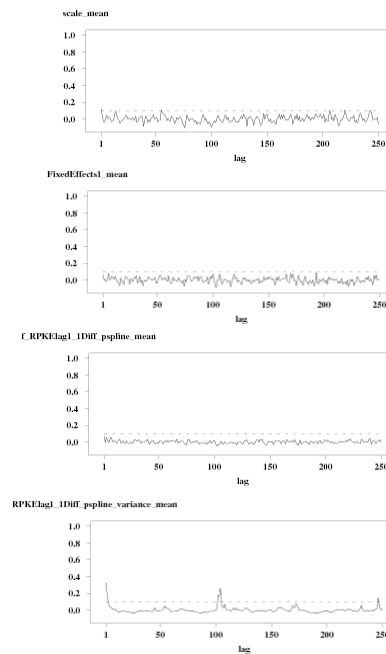 scale_mean
1.0
0.8
0.6
0.4
0.2
0.0
1 50 100 150 200 250
lag
FixedEffects1_mean
1.0
0.8
0.6
0.4
0.2
0.0
1 50 100 150 200 250
lag
f_RPKElag1_1Diff_pspline_mean
1.0
0.8
0.6
0.4
0.2
0.0
1 50 100 150 200 250
lag
RPKElag1_1Diff_pspline_variance_mean
1.0
0.8
0.6
0.4
0.2
0.0
1 50 100 150 200 250
lag